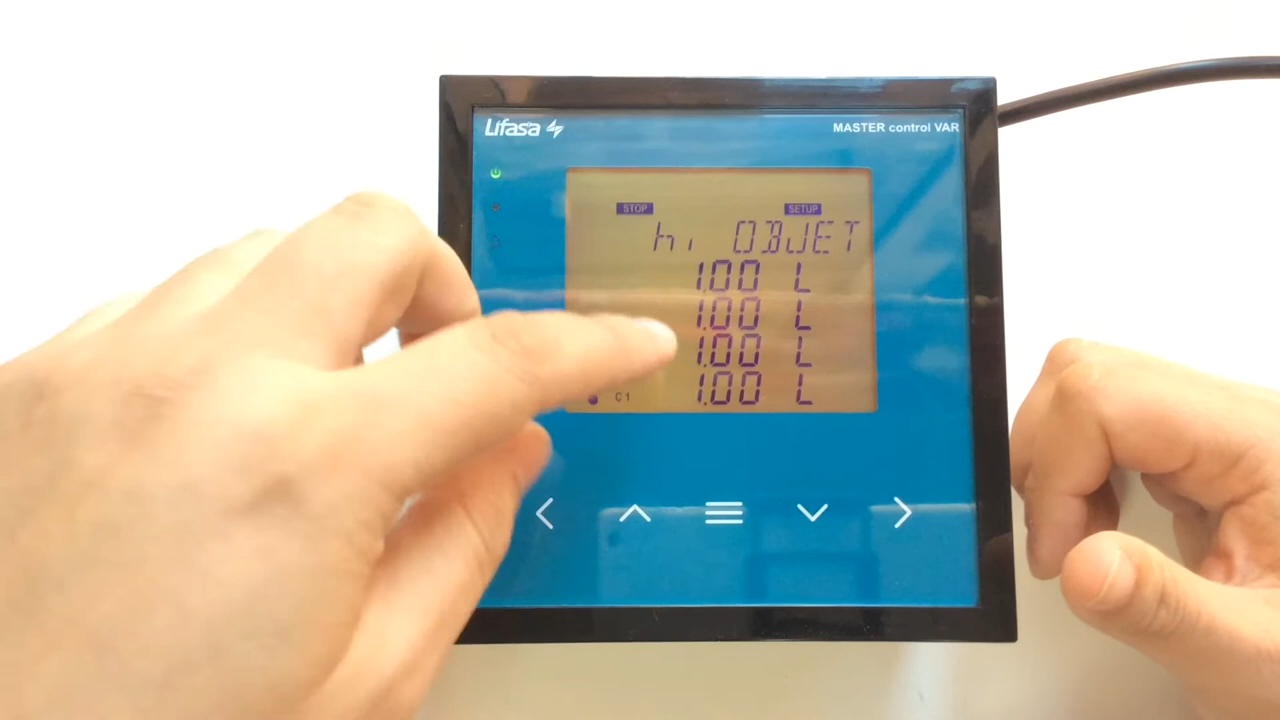 Lifasa
MASTER control VAR
STOP
SETUP
hi OBJET
1.00 L
1.00 L
1.00 L
1.00 L
C1